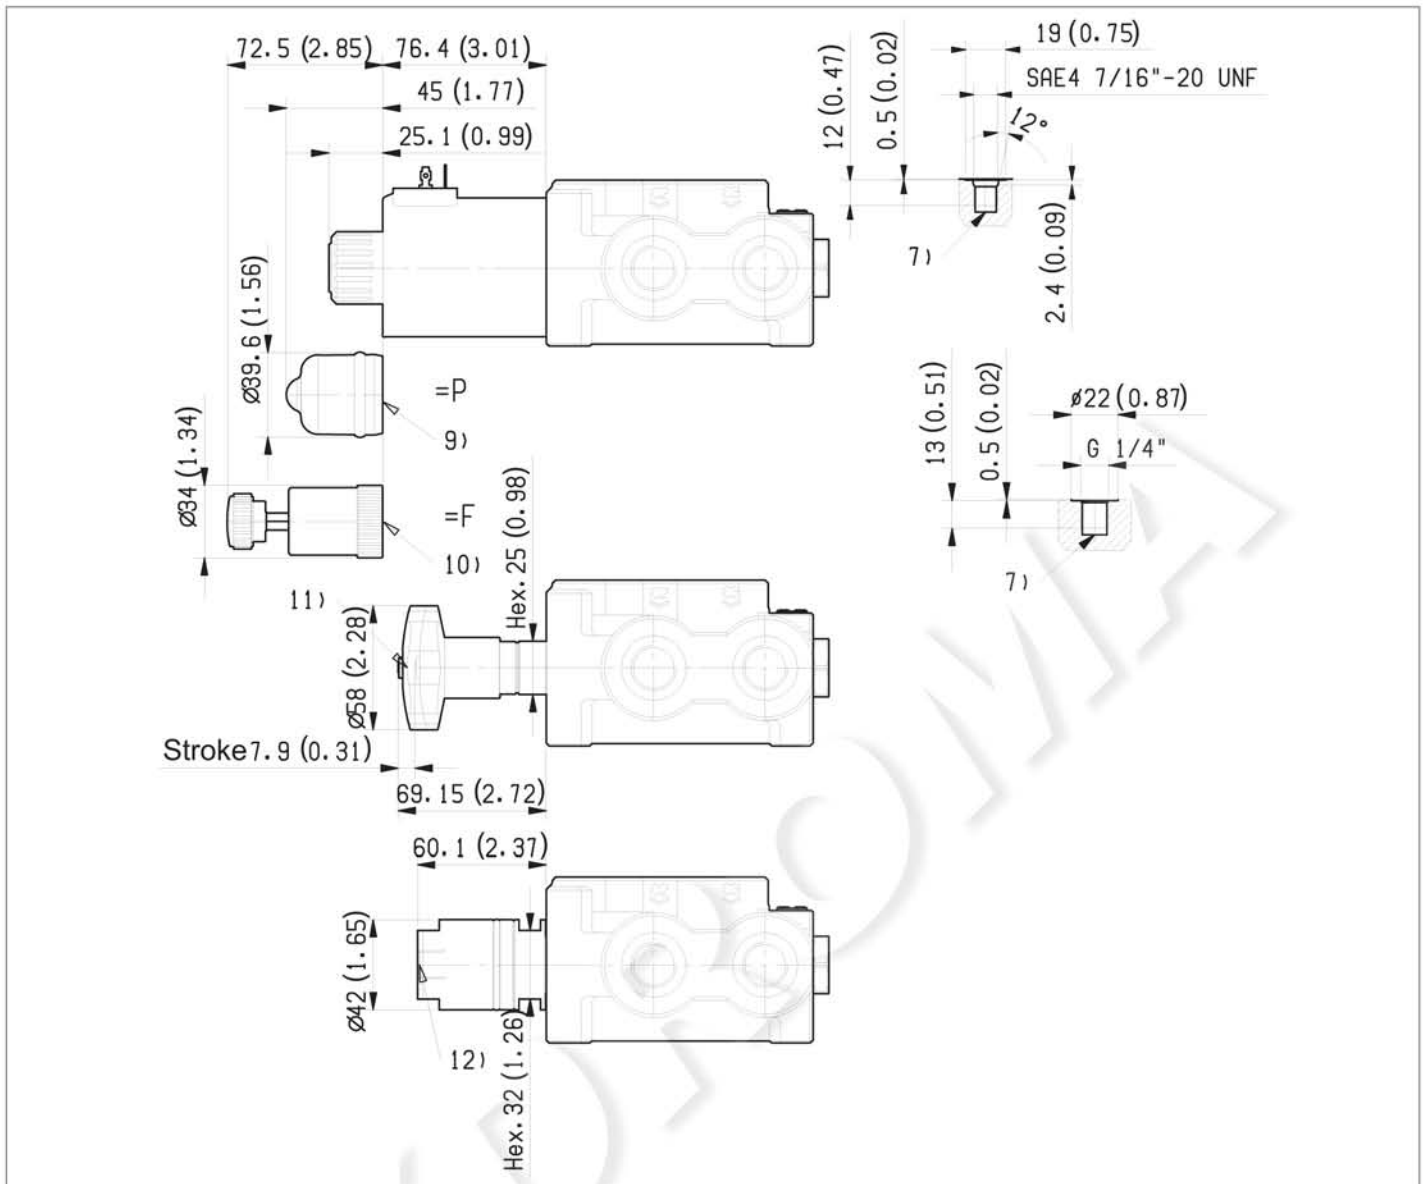 72.5 (2.85)
76.4 (3.01)
45 (1.77)
25.1 (0.99)
12 (0.47)
0.5 (0.02)
19 (0.75)
SAE4 7/16"-20 UNF
12°
7)
2.4 (0.09)
Ø39.6 (1.56)
=P
9)
Ø34 (1.34)
=F
10)
13 (0.51)
0.5 (0.02)
ø22 (0.87)
G 1/4"
7)
11)
Ø58 (2.28)
Hex. 25 (0.98)
Stroke7.9 (0.31)
69.15 (2.72)
60.1 (2.37)
Ø42 (1.65)
12)
Hex. 32 (1.26)